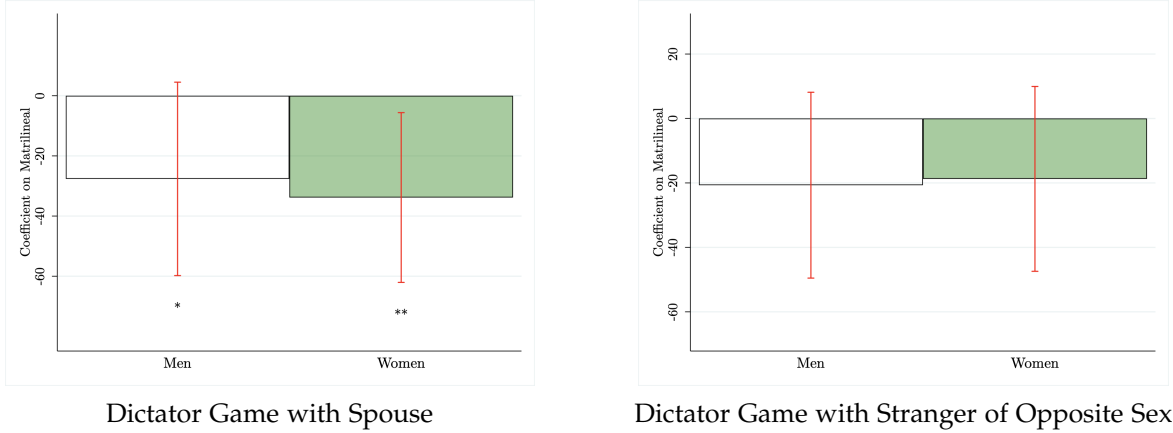 Coefficient on Matrilineal
0
-20
-40
-60
*
**
Men
Women
Dictator Game with Spouse
Coefficient on Matrilineal
20
0
-20
-40
-60
Men
Women
Dictator Game with Stranger of Opposite Sex